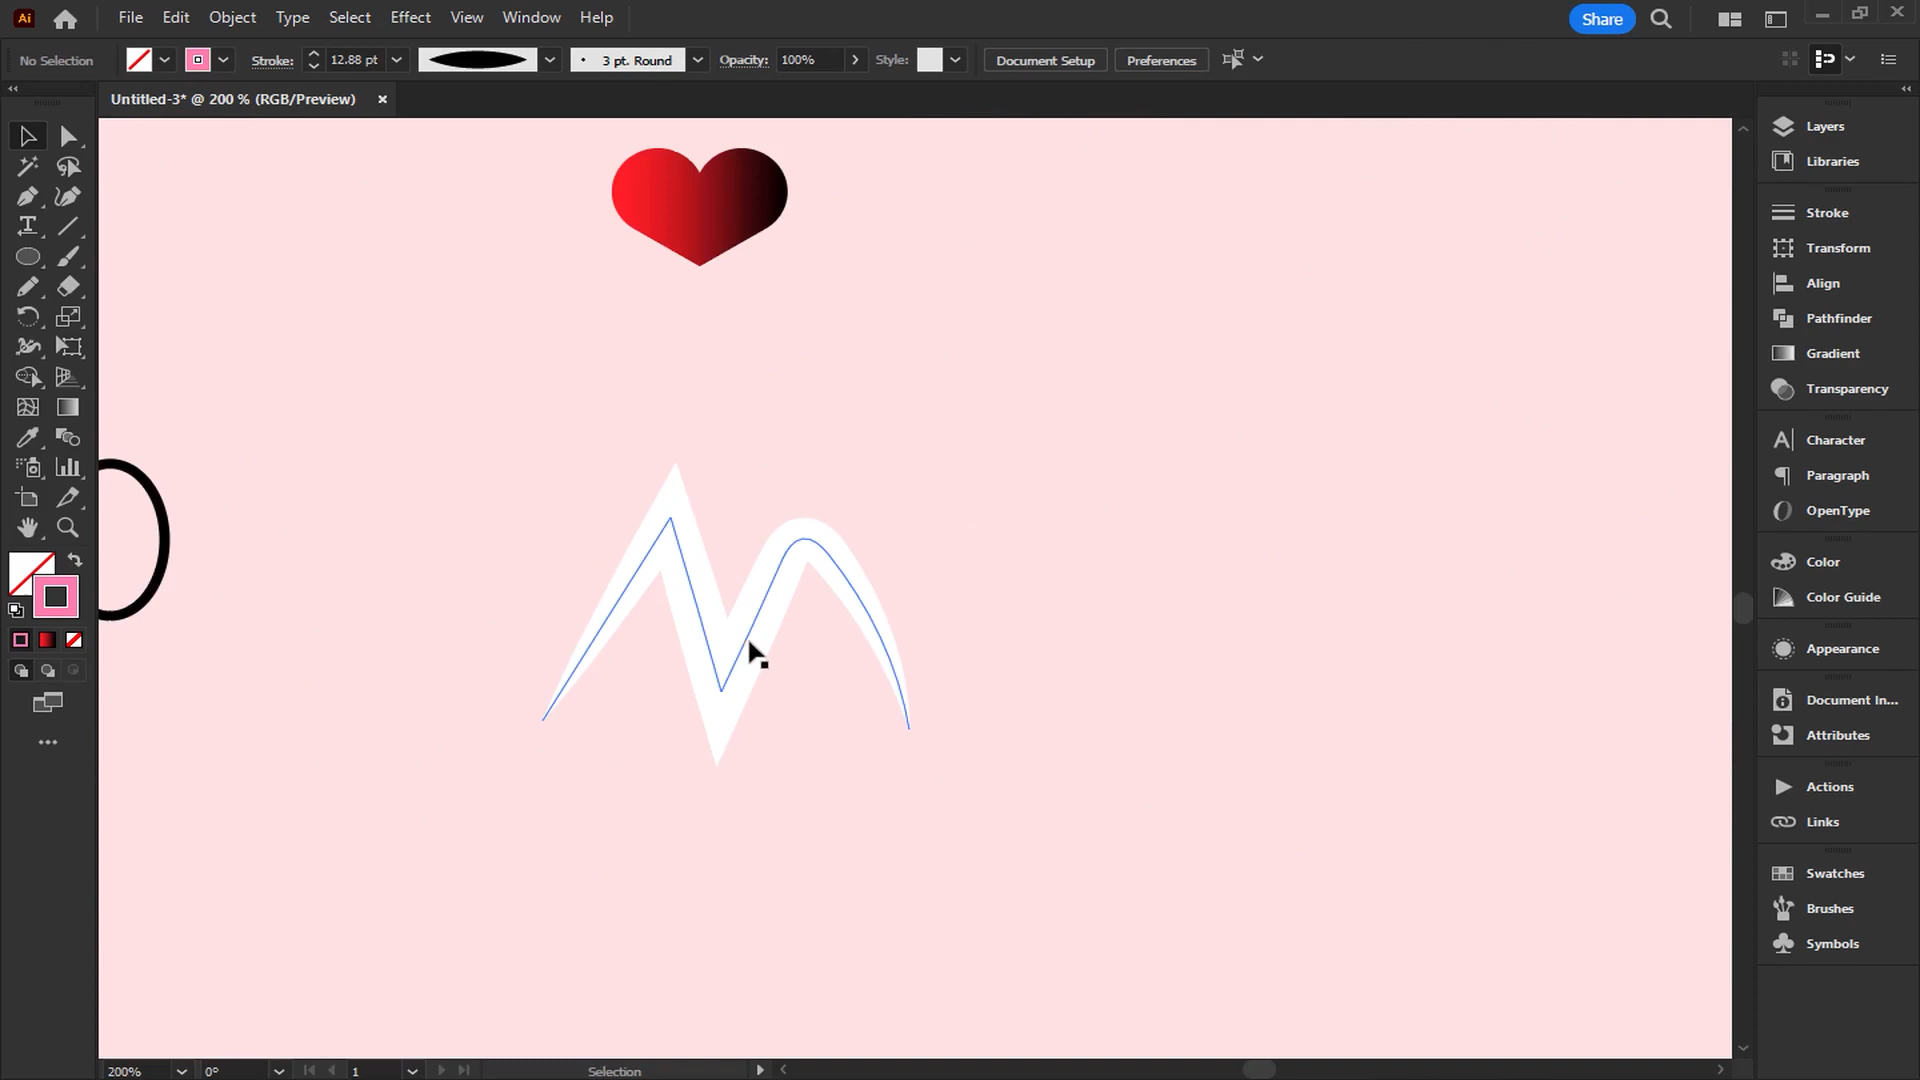 Ai File Edit Select Object Type Select Effect View Window Help Share
No Selection Stroke: 12.88 pt 3 pt. Round Opacity: 100% Style: Document Setup Preferences
Untitled-3* @ 200 % (RGB/Preview)
Layers
Libraries
Stroke
Transform
Align
Pathfinder
Gradient
Transparency
Character
Paragraph
OpenType
Color
Color Guide
Appearance
Document In...
Attributes
Actions
Links
Swatches
Brushes
Symbols
200% 0° 1 Selection